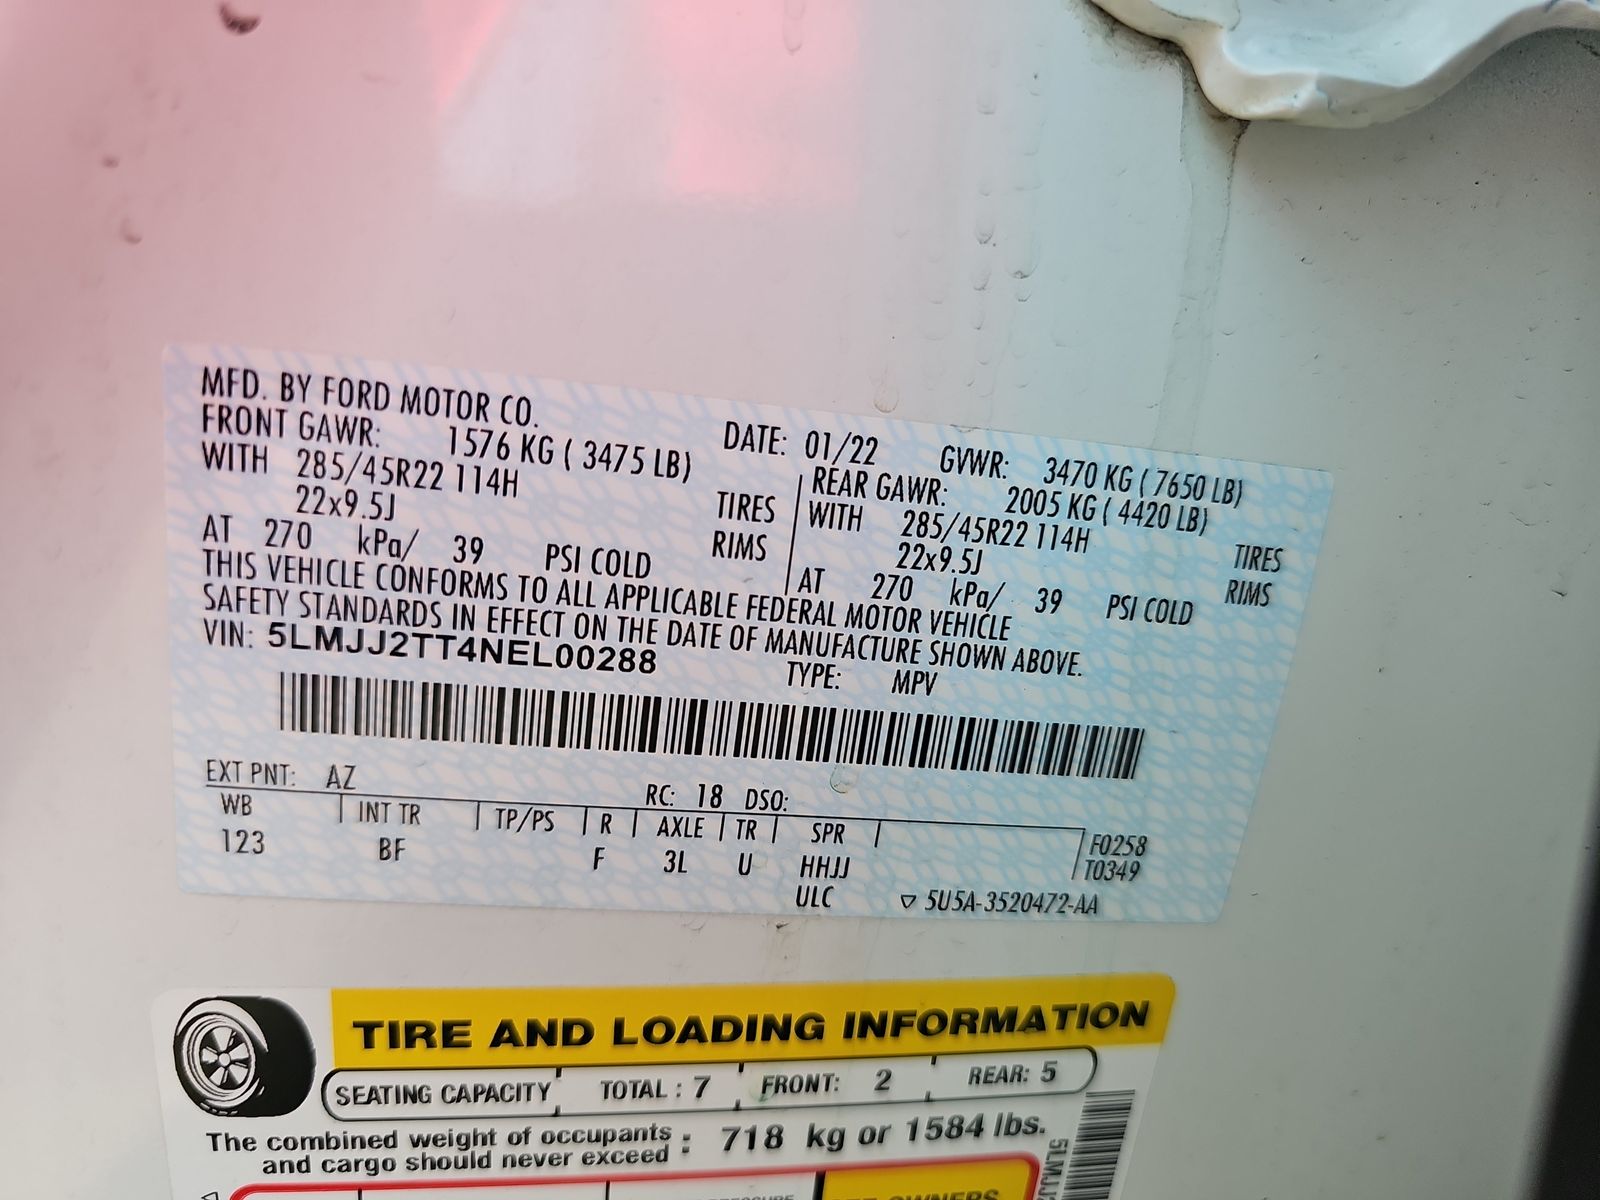 MFD. BY FORD MOTOR CO. DATE: 01/22 GVWR: 3470 KG ( 7650 LB)
FRONT GAWR: 1576 KG ( 3475 LB) REAR GAWR: 2005 KG ( 4420 LB)
WITH 285/45R22 114H TIRES WITH 285/45R22 114H TIRES
22x9.5J RIMS 22x9.5J RIMS
AT 270 kPa/ 39 PSI COLD AT 270 kPa/ 39 PSI COLD
THIS VEHICLE CONFORMS TO ALL APPLICABLE FEDERAL MOTOR VEHICLE
SAFETY STANDARDS IN EFFECT ON THE DATE OF MANUFACTURE SHOWN ABOVE.
VIN: 5LMJJ2TT4NEL00288 TYPE: MPV
EXT PNT: AZ RC: 18 DSO:
WB INT TR TP/PS R AXLE TR SPR F0258
123 BF F 3L U HHJJ T0349
ULC ▽ 5U5A-3520472-AA
TIRE AND LOADING INFORMATION
SEATING CAPACITY TOTAL : 7 FRONT: 2 REAR: 5
The combined weight of occupants : 718 kg or 1584 lbs.
and cargo should never exceed
OWNERS